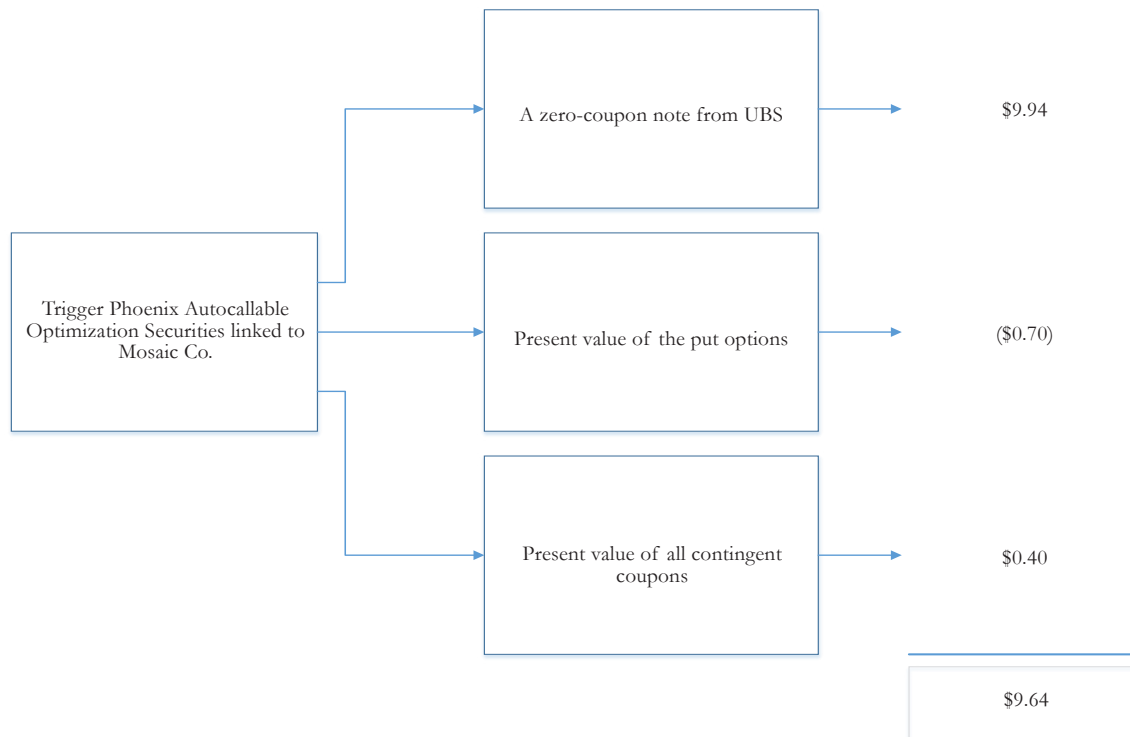 A zero-coupon note from UBS
$9.94
Trigger Phoenix Autocallable
Optimization Securities linked to
Mosaic Co.
Present value of the put options
($0.70)
Present value of all contingent
coupons
$0.40
$9.64